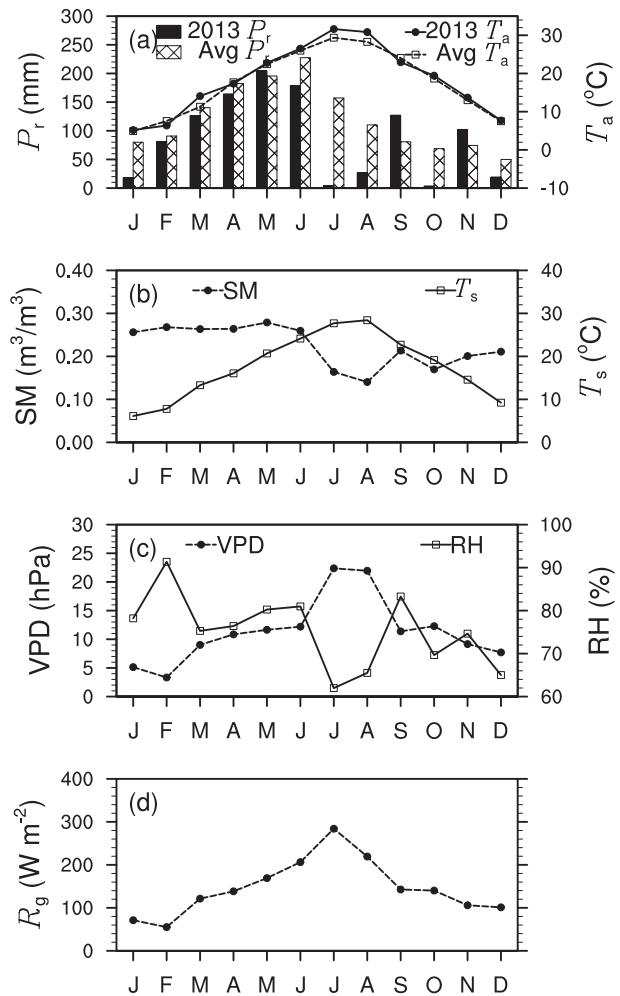 (a)
2013 Pr
Avg Pr
2013 Ta
Avg Ta
300
250
200
150
100
50
0
Pr (mm)
30
20
10
0
-10
Ta (°C)
J F M A M J J A S O N D
(b)
SM
Ts
0.40
0.30
0.20
0.10
0.00
SM (m³/m³)
40
30
20
10
0
Ts (°C)
J F M A M J J A S O N D
(c)
VPD
RH
30
25
20
15
10
5
0
VPD (hPa)
100
90
80
70
60
RH (%)
J F M A M J J A S O N D
(d)
400
300
200
100
0
Rg (W m⁻²)
J F M A M J J A S O N D